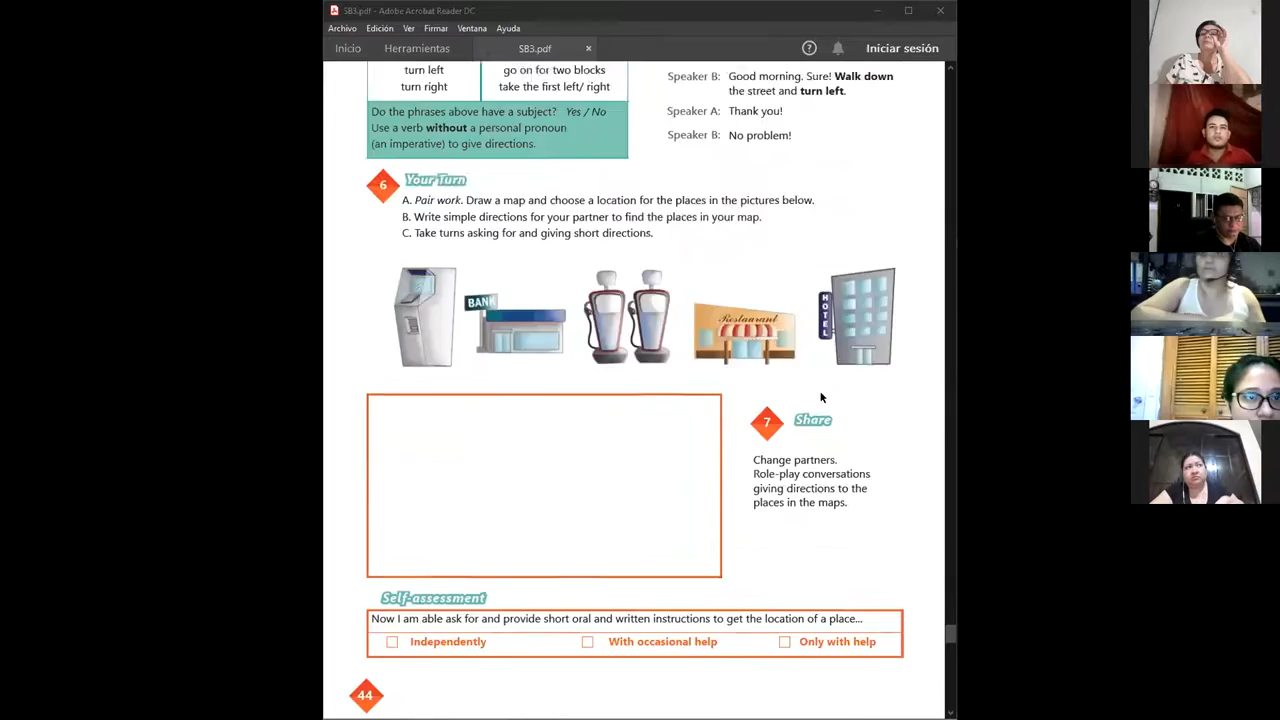 SB3.pdf - Adobe Acrobat Reader DC
Archivo Edición Ver Firmar Ventana Ayuda
Inicio Herramientas SB3.pdf × ? Iniciar sesión
turn left
turn right
go on for two blocks
take the first left/ right
Do the phrases above have a subject? Yes / No
Use a verb without a personal pronoun
(an imperative) to give directions.
Speaker B: Good morning. Sure! Walk down
the street and turn left.
Speaker A: Thank you!
Speaker B: No problem!
6 Your Turn
A. Pair work. Draw a map and choose a location for the places in the pictures below.
B. Write simple directions for your partner to find the places in your map.
C. Take turns asking for and giving short directions.
BANK
Restaurant
HOTEL
7 Share
Change partners.
Role-play conversations
giving directions to the
places in the maps.
Self-assessment
Now I am able ask for and provide short oral and written instructions to get the location of a place...
Independently With occasional help Only with help
44